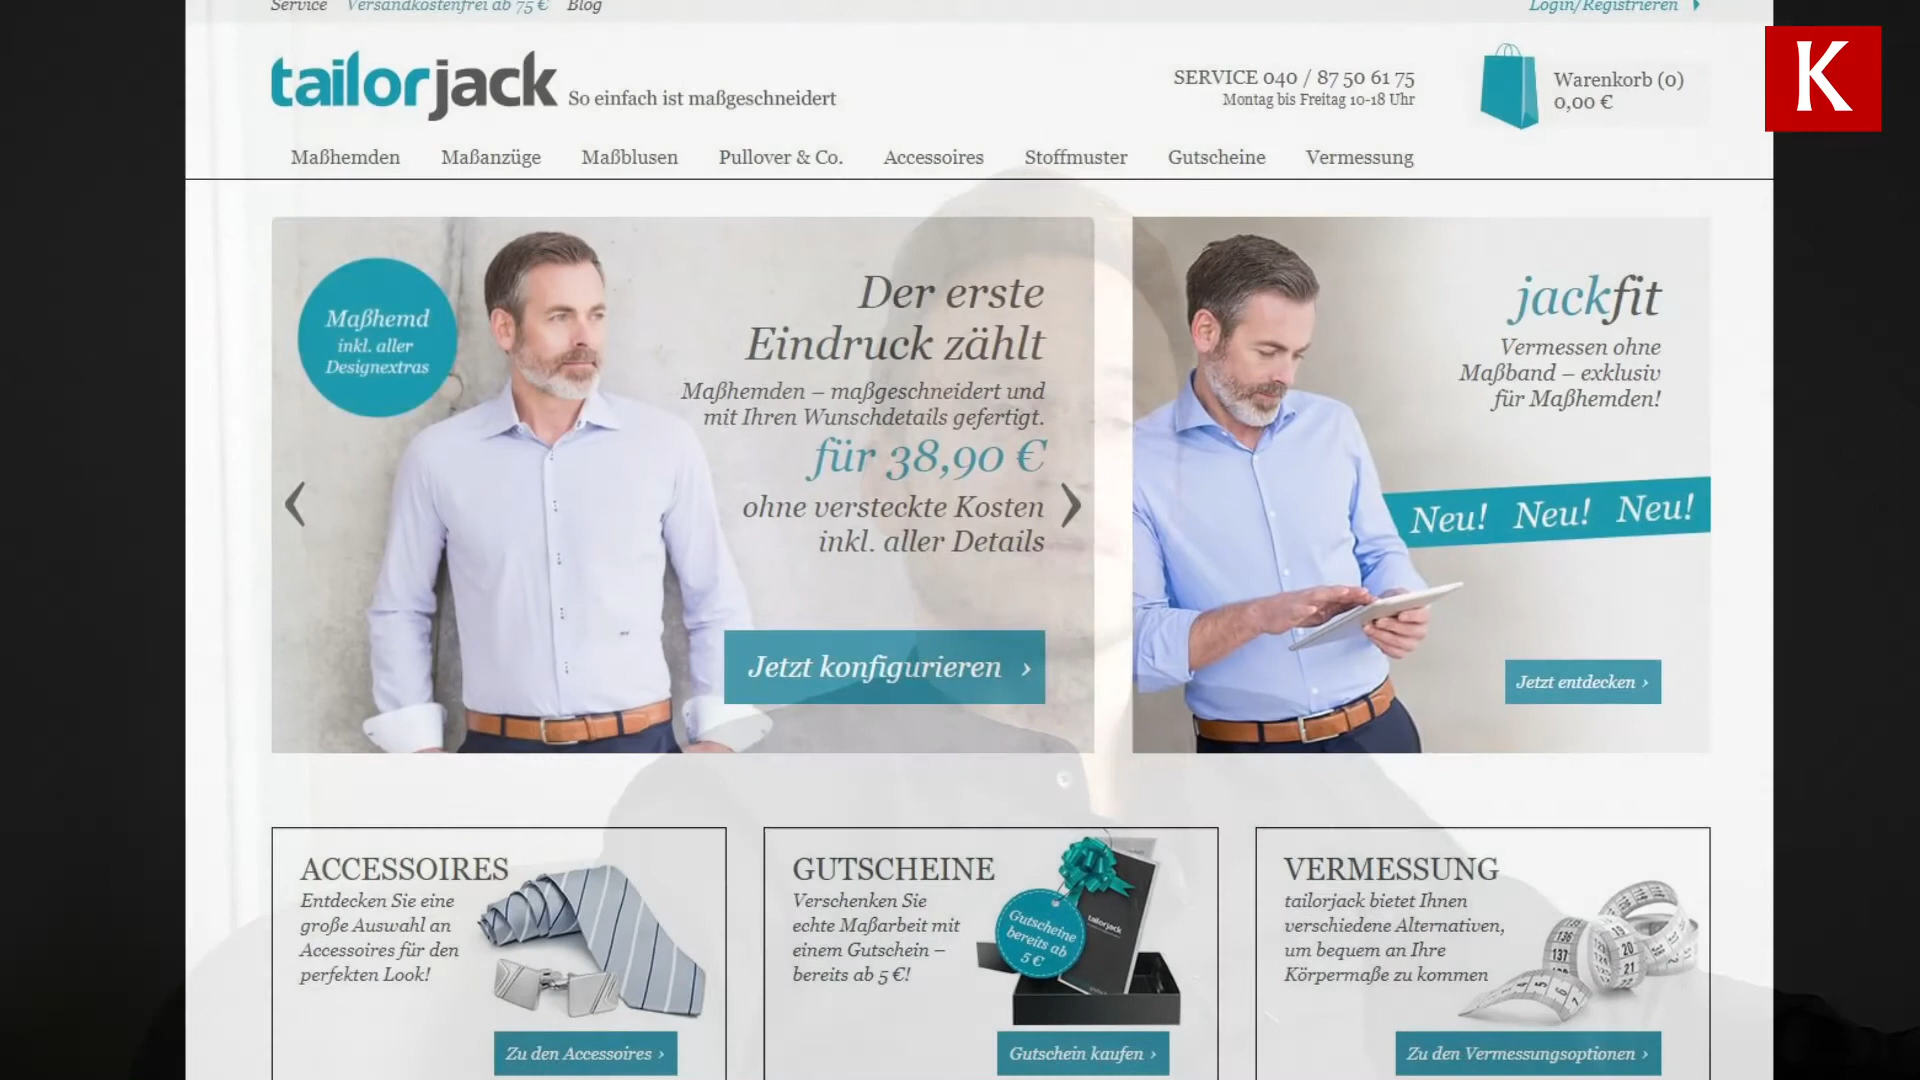 Service Versandkostenfrei ab 75 € Blog
Login/Registrieren
K
tailorjack So einfach ist maßgeschneidert
SERVICE 040 / 87 50 61 75
Montag bis Freitag 10-18 Uhr
Warenkorb (0)
0,00 €
Maßhemden Maßanzüge Maßblusen Pullover & Co. Accessoires Stoffmuster Gutscheine Vermessung
Maßhemd
inkl. aller
Designextras
Der erste
Eindruck zählt
Maßhemden – maßgeschneidert und
mit Ihren Wunschdetails gefertigt.
für 38,90 €
ohne versteckte Kosten
inkl. aller Details
Jetzt konfigurieren ›
jackfit
Vermessen ohne
Maßband – exklusiv
für Maßhemden!
Neu! Neu! Neu!
Jetzt entdecken ›
ACCESSOIRES
Entdecken Sie eine
große Auswahl an
Accessoires für den
perfekten Look!
Zu den Accessoires ›
GUTSCHEINE
Verschenken Sie
echte Maßarbeit mit
einem Gutschein –
bereits ab 5 €!
Gutscheine
bereits ab
5 €
tailorjack
Gutschein kaufen ›
VERMESSUNG
tailorjack bietet Ihnen
verschiedene Alternativen,
um bequem an Ihre
Körpermaße zu kommen
Zu den Vermessungsoptionen ›